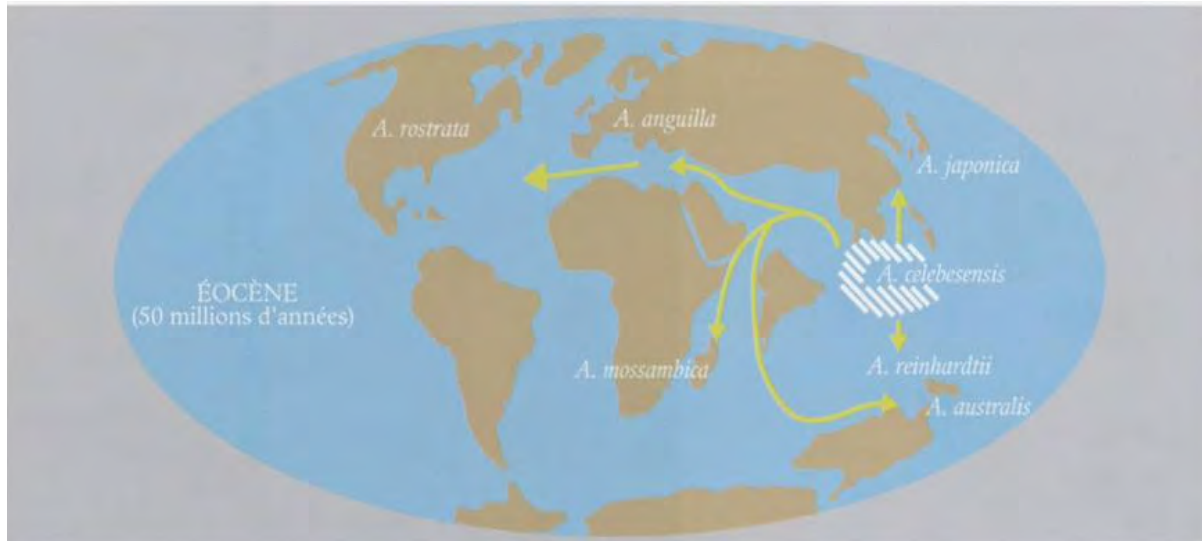 A. rostrata
A. anguilla
A. japonica
A. celebesensis
ÉOCÈNE
(50 millions d'années)
A. mossambica
A. reinhardtii
A. australis